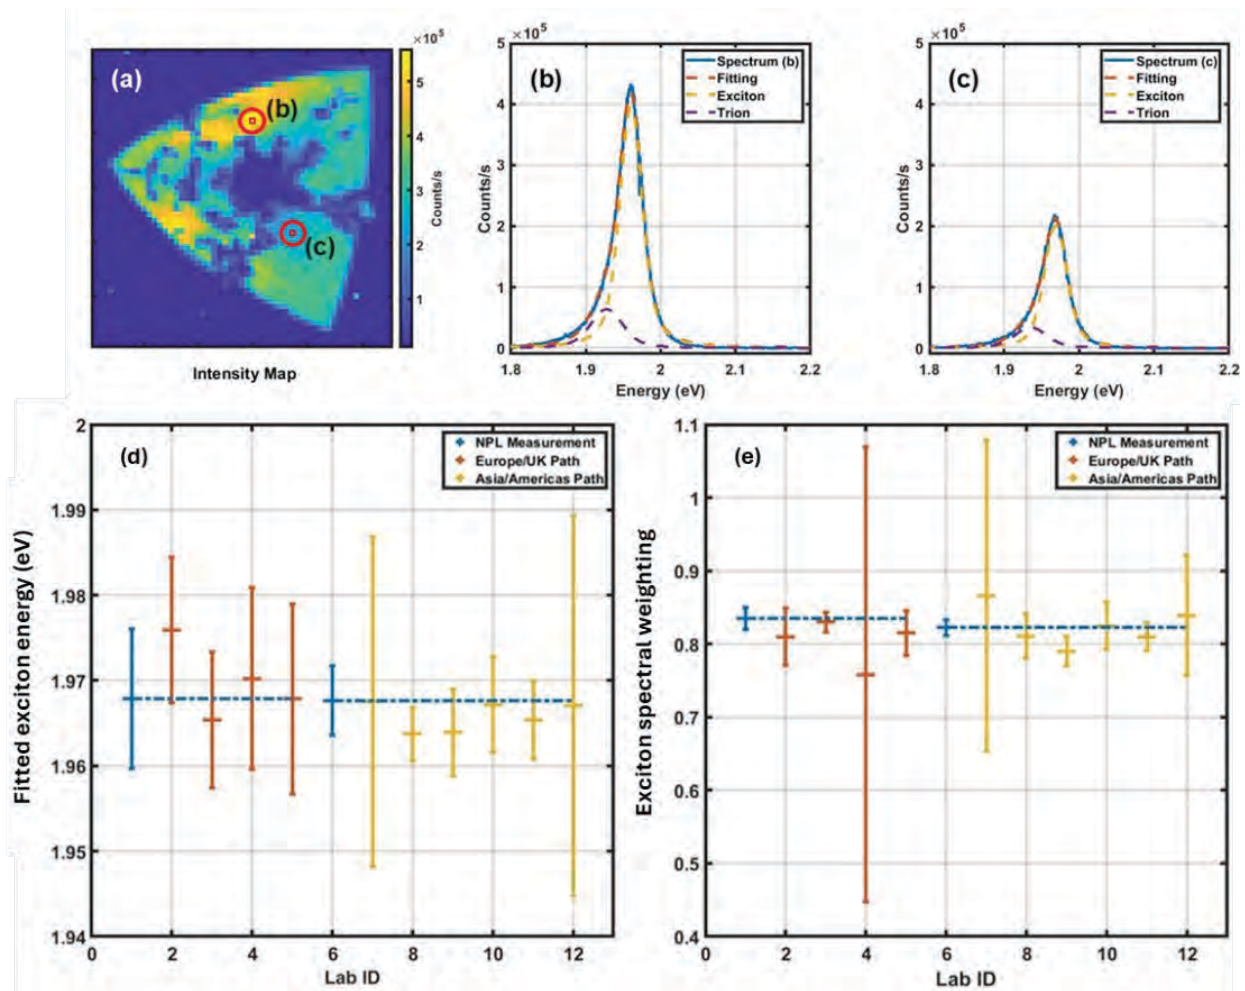 (a)
(b)
(c)
×10⁵
5
4
3
2
1
Counts/s
Intensity Map
×10⁵
5
4
3
2
1
0
Counts/s
(b)
Spectrum (b)
Fitting
Exciton
Trion
1.8
1.9
2
2.1
2.2
Energy (eV)
×10⁵
5
4
3
2
1
0
Counts/s
(c)
Spectrum (c)
Fitting
Exciton
Trion
1.8
1.9
2
2.1
2.2
Energy (eV)
2
1.99
1.98
1.97
1.96
1.95
1.94
Fitted exciton energy (eV)
(d)
NPL Measurement
Europe/UK Path
Asia/Americas Path
0
2
4
6
8
10
12
Lab ID
1.1
1
0.9
0.8
0.7
0.6
0.5
0.4
Exciton spectral weighting
(e)
NPL Measurement
Europe/UK Path
Asia/Americas Path
0
2
4
6
8
10
12
Lab ID